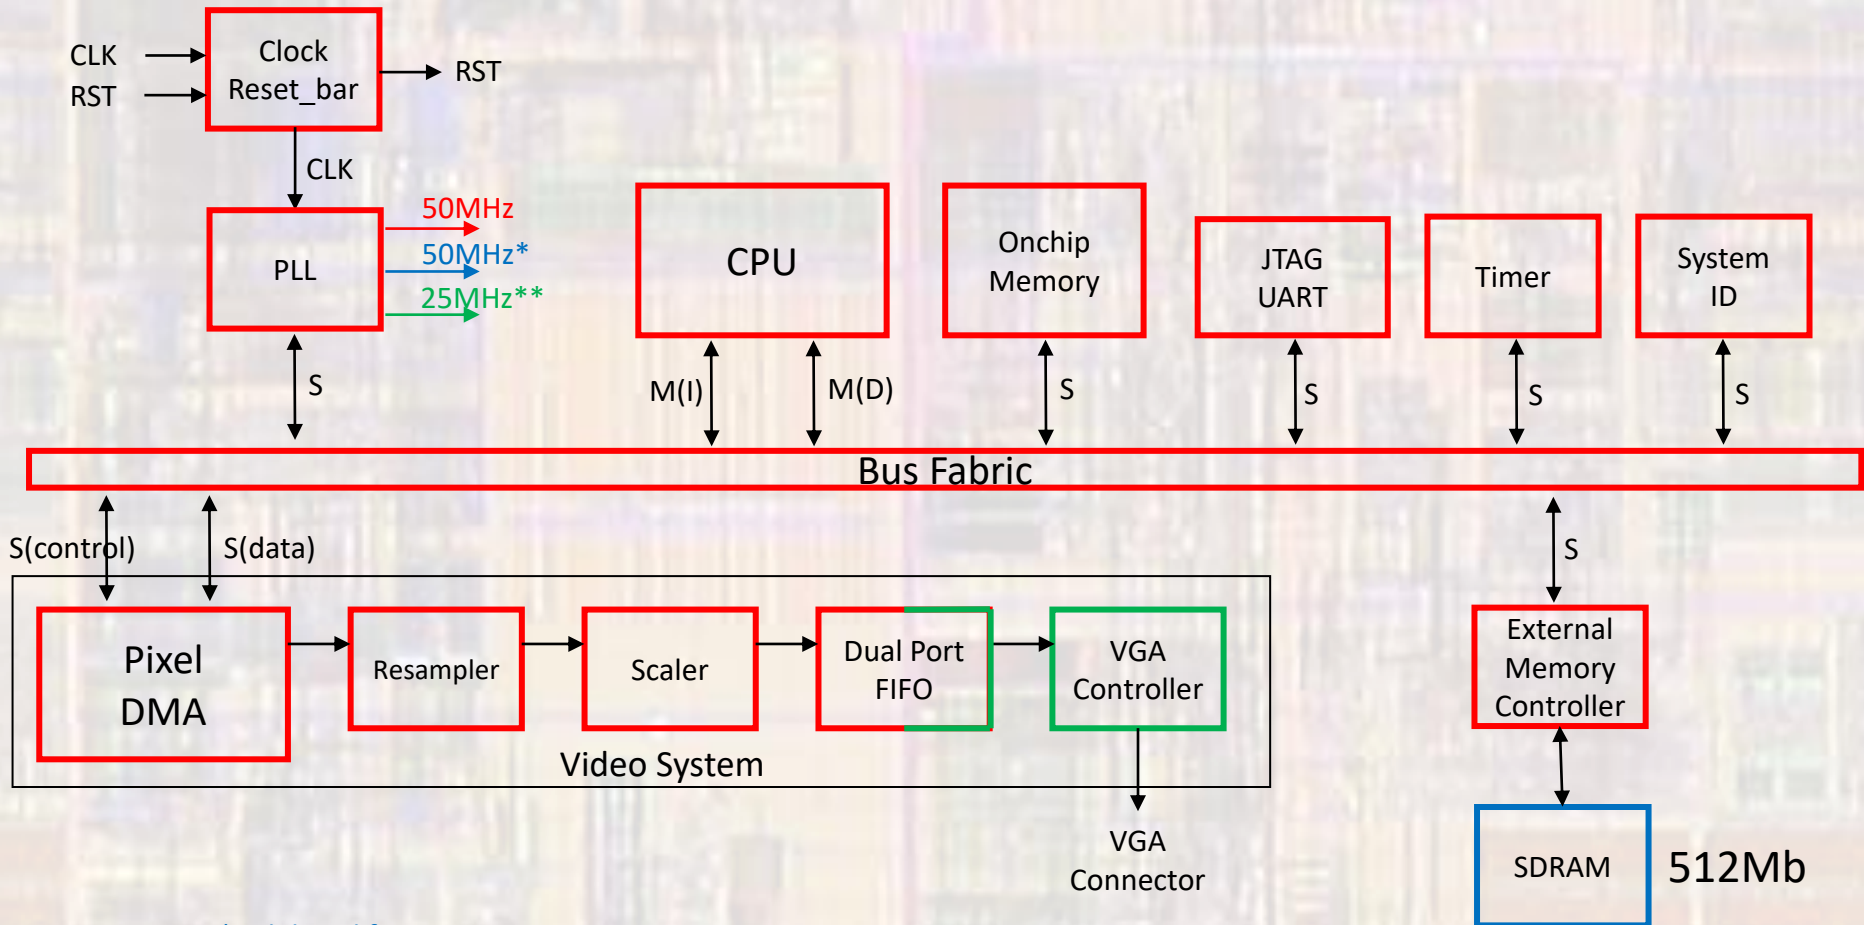 CLK
RST
Clock
Reset_bar
RST
CLK
PLL
50MHz
50MHz*
25MHz**
CPU
Onchip
Memory
JTAG
UART
Timer
System
ID
S
M(I)
M(D)
S
S
S
S
Bus Fabric
S(control)
S(data)
S
Pixel
DMA
Resampler
Scaler
Dual Port
FIFO
VGA
Controller
Video System
External
Memory
Controller
VGA
Connector
SDRAM
512Mb